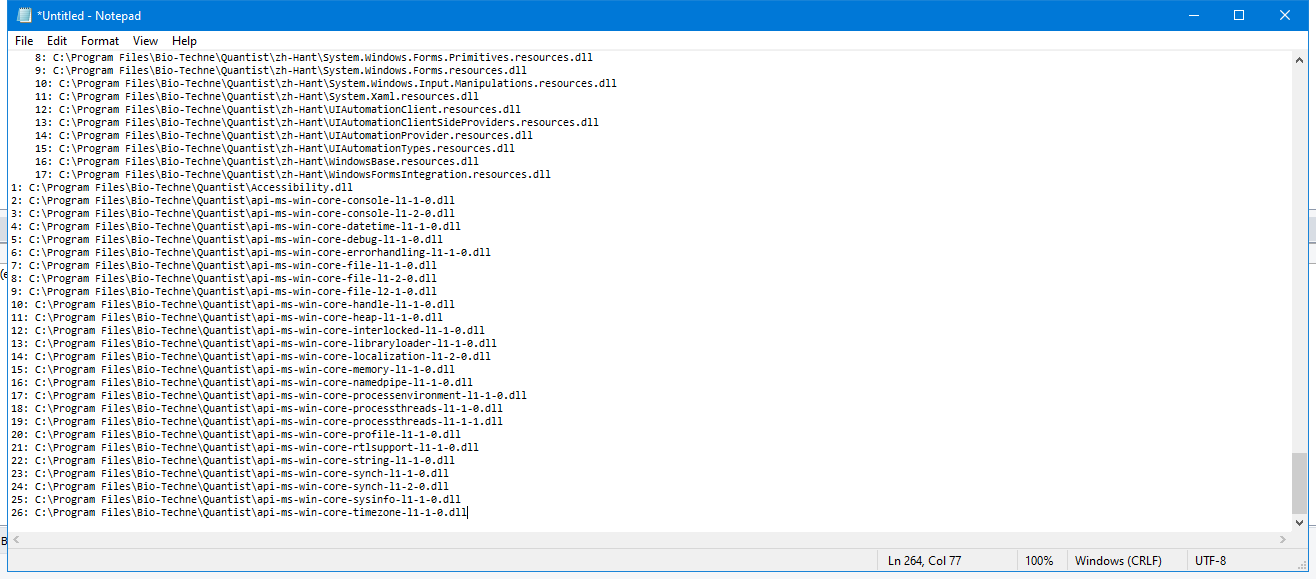 *Untitled - Notepad
File Edit Format View Help
8: C:\Program Files\Bio-Techne\Quantist\zh-Hant\System.Windows.Forms.Primitives.resources.dll
9: C:\Program Files\Bio-Techne\Quantist\zh-Hant\System.Windows.Forms.resources.dll
10: C:\Program Files\Bio-Techne\Quantist\zh-Hant\System.Windows.Input.Manipulations.resources.dll
11: C:\Program Files\Bio-Techne\Quantist\zh-Hant\System.Xaml.resources.dll
12: C:\Program Files\Bio-Techne\Quantist\zh-Hant\UIAutomationClient.resources.dll
13: C:\Program Files\Bio-Techne\Quantist\zh-Hant\UIAutomationClientSideProviders.resources.dll
14: C:\Program Files\Bio-Techne\Quantist\zh-Hant\UIAutomationProvider.resources.dll
15: C:\Program Files\Bio-Techne\Quantist\zh-Hant\UIAutomationTypes.resources.dll
16: C:\Program Files\Bio-Techne\Quantist\zh-Hant\WindowsBase.resources.dll
17: C:\Program Files\Bio-Techne\Quantist\zh-Hant\WindowsFormsIntegration.resources.dll
1: C:\Program Files\Bio-Techne\Quantist\Accessibility.dll
2: C:\Program Files\Bio-Techne\Quantist\api-ms-win-core-console-l1-1-0.dll
3: C:\Program Files\Bio-Techne\Quantist\api-ms-win-core-console-l1-2-0.dll
4: C:\Program Files\Bio-Techne\Quantist\api-ms-win-core-datetime-l1-1-0.dll
5: C:\Program Files\Bio-Techne\Quantist\api-ms-win-core-debug-l1-1-0.dll
6: C:\Program Files\Bio-Techne\Quantist\api-ms-win-core-errorhandling-l1-1-0.dll
7: C:\Program Files\Bio-Techne\Quantist\api-ms-win-core-file-l1-1-0.dll
8: C:\Program Files\Bio-Techne\Quantist\api-ms-win-core-file-l1-2-0.dll
9: C:\Program Files\Bio-Techne\Quantist\api-ms-win-core-file-l2-1-0.dll
10: C:\Program Files\Bio-Techne\Quantist\api-ms-win-core-handle-l1-1-0.dll
11: C:\Program Files\Bio-Techne\Quantist\api-ms-win-core-heap-l1-1-0.dll
12: C:\Program Files\Bio-Techne\Quantist\api-ms-win-core-interlocked-l1-1-0.dll
13: C:\Program Files\Bio-Techne\Quantist\api-ms-win-core-libraryloader-l1-1-0.dll
14: C:\Program Files\Bio-Techne\Quantist\api-ms-win-core-localization-l1-2-0.dll
15: C:\Program Files\Bio-Techne\Quantist\api-ms-win-core-memory-l1-1-0.dll
16: C:\Program Files\Bio-Techne\Quantist\api-ms-win-core-namedpipe-l1-1-0.dll
17: C:\Program Files\Bio-Techne\Quantist\api-ms-win-core-processenvironment-l1-1-0.dll
18: C:\Program Files\Bio-Techne\Quantist\api-ms-win-core-processthreads-l1-1-0.dll
19: C:\Program Files\Bio-Techne\Quantist\api-ms-win-core-processthreads-l1-1-1.dll
20: C:\Program Files\Bio-Techne\Quantist\api-ms-win-core-profile-l1-1-0.dll
21: C:\Program Files\Bio-Techne\Quantist\api-ms-win-core-rtlsupport-l1-1-0.dll
22: C:\Program Files\Bio-Techne\Quantist\api-ms-win-core-string-l1-1-0.dll
23: C:\Program Files\Bio-Techne\Quantist\api-ms-win-core-synch-l1-1-0.dll
24: C:\Program Files\Bio-Techne\Quantist\api-ms-win-core-synch-l1-2-0.dll
25: C:\Program Files\Bio-Techne\Quantist\api-ms-win-core-sysinfo-l1-1-0.dll
26: C:\Program Files\Bio-Techne\Quantist\api-ms-win-core-timezone-l1-1-0.dll
Ln 264, Col 77 100% Windows (CRLF) UTF-8